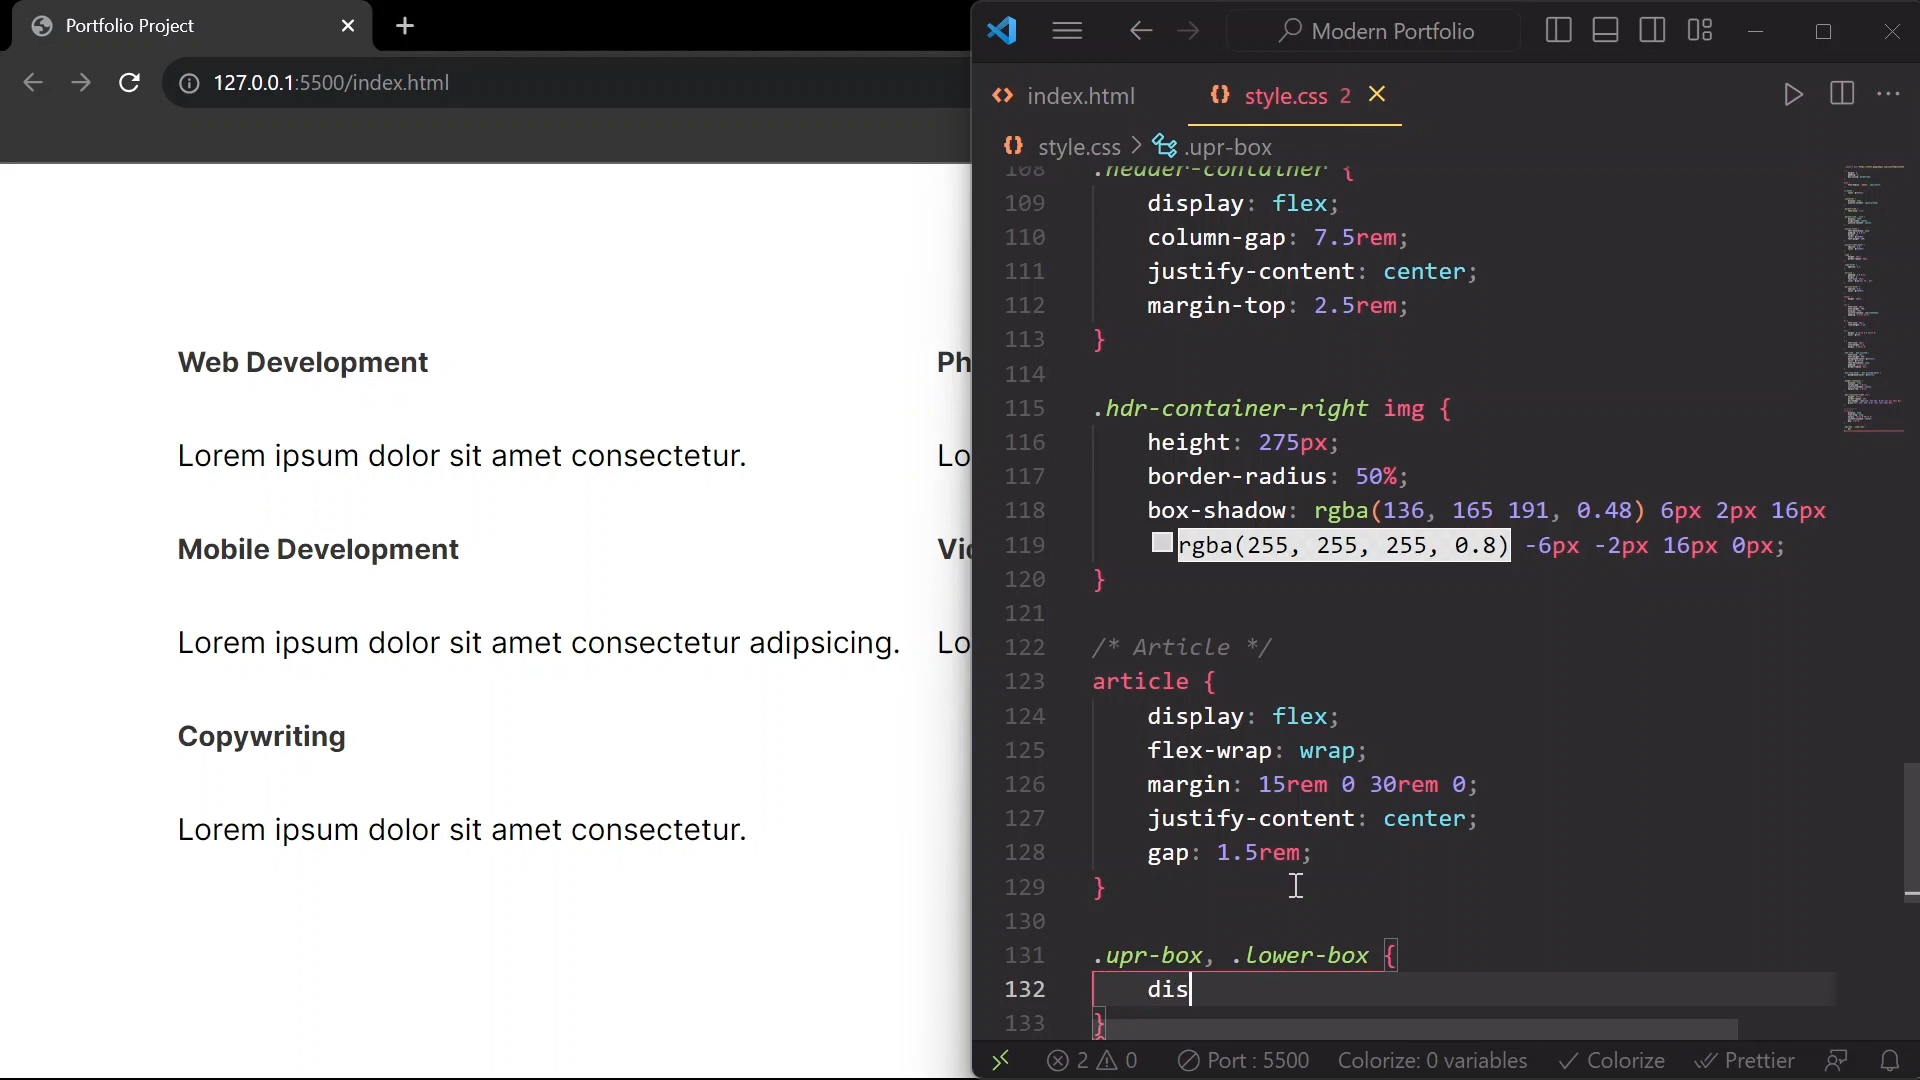 Portfolio Project
127.0.0.1:5500/index.html
Web Development
Ph
Lorem ipsum dolor sit amet consectetur.
Lo
Mobile Development
Vi
Lorem ipsum dolor sit amet consectetur adipsicing.
Lo
Copywriting
Lorem ipsum dolor sit amet consectetur.
Modern Portfolio
index.html
style.css 2
style.css > .upr-box
108 .header-container {
109 display: flex;
110 column-gap: 7.5rem;
111 justify-content: center;
112 margin-top: 2.5rem;
113 }
114
115 .hdr-container-right img {
116 height: 275px;
117 border-radius: 50%;
118 box-shadow: rgba(136, 165 191, 0.48) 6px 2px 16px
119 rgba(255, 255, 255, 0.8) -6px -2px 16px 0px;
120 }
121
122 /* Article */
123 article {
124 display: flex;
125 flex-wrap: wrap;
126 margin: 15rem 0 30rem 0;
127 justify-content: center;
128 gap: 1.5rem;
129 }
130
131 .upr-box, .lower-box {
132 dis
133 }
2 0 Port : 5500 Colorize: 0 variables Colorize Prettier